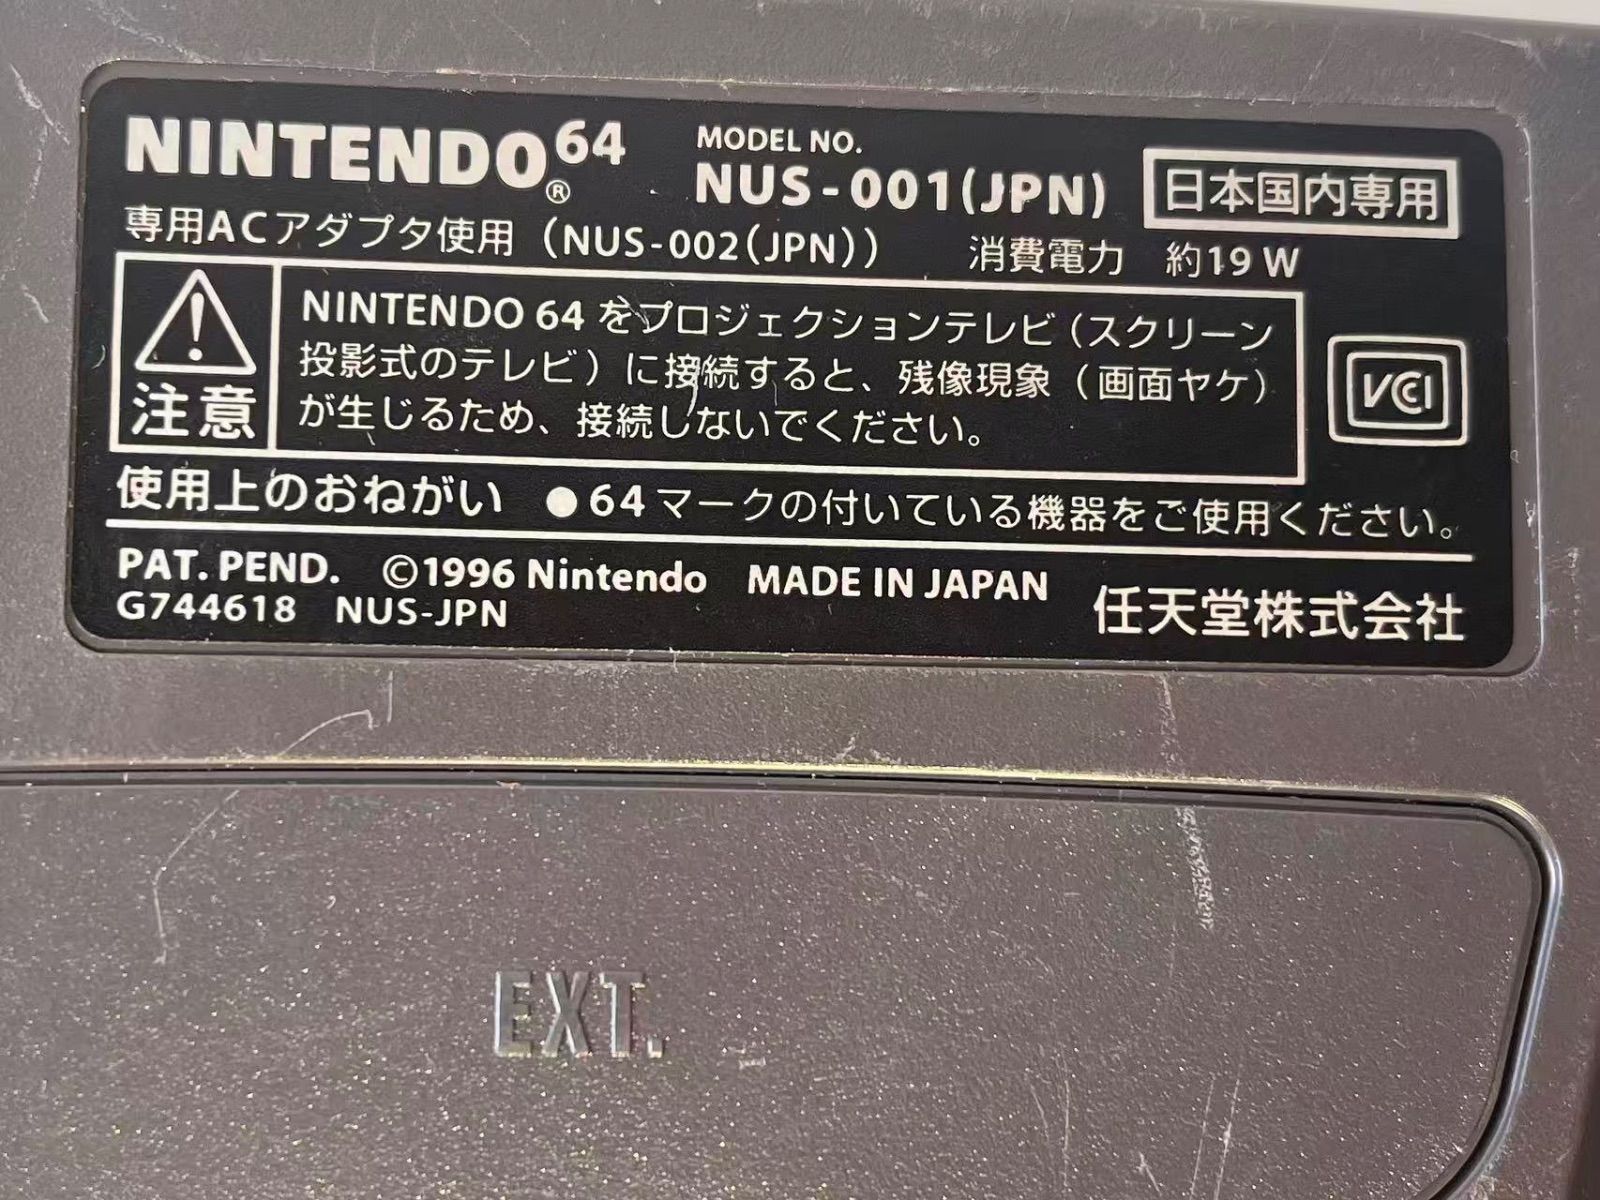 NINTENDO 64®
MODEL NO.
NUS-001(JPN)
日本国内専用
専用ACアダプタ使用（NUS-002(JPN)） 消費電力 約19 W
注意
NINTENDO 64 をプロジェクションテレビ（スクリーン
投影式のテレビ）に接続すると、残像現象（画面ヤケ）
が生じるため、接続しないでください。
VCCI
使用上のおねがい ●64マークの付いている機器をご使用ください。
PAT. PEND. ©1996 Nintendo MADE IN JAPAN
G744618 NUS-JPN
任天堂株式会社
EXT.